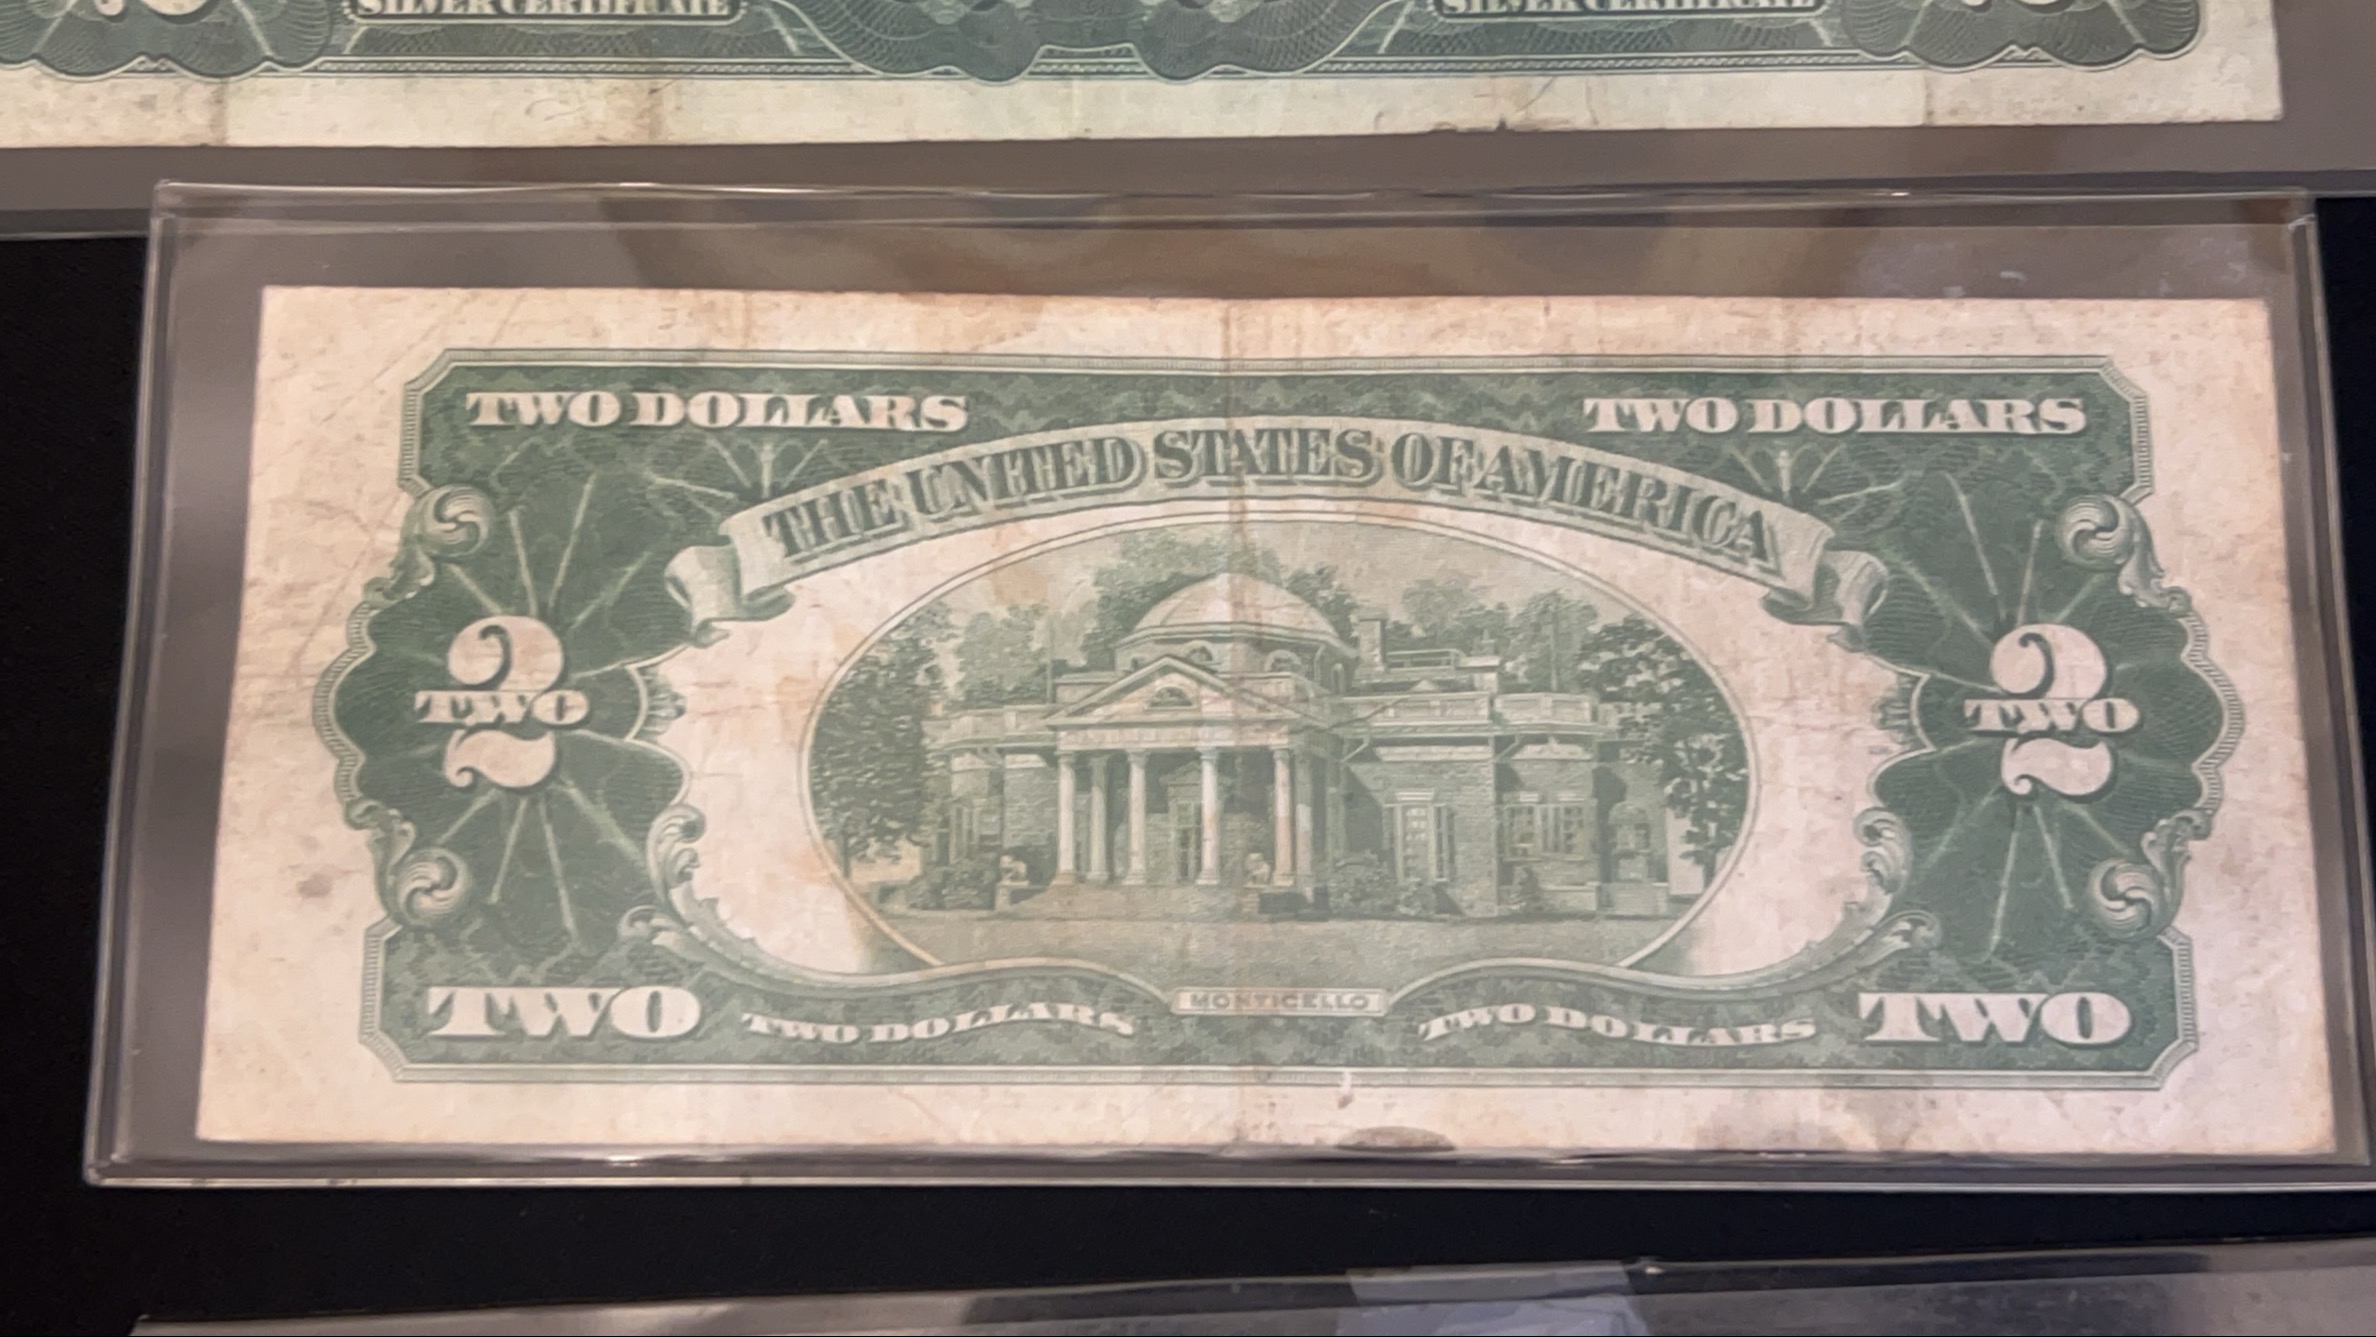 SILVER CERTIFICATE SILVER CERTIFICATE
TWO DOLLARS TWO DOLLARS
THE UNITED STATES OF AMERICA
2 2
TWO TWO
MONTICELLO
TWO TWO DOLLARS TWO DOLLARS TWO